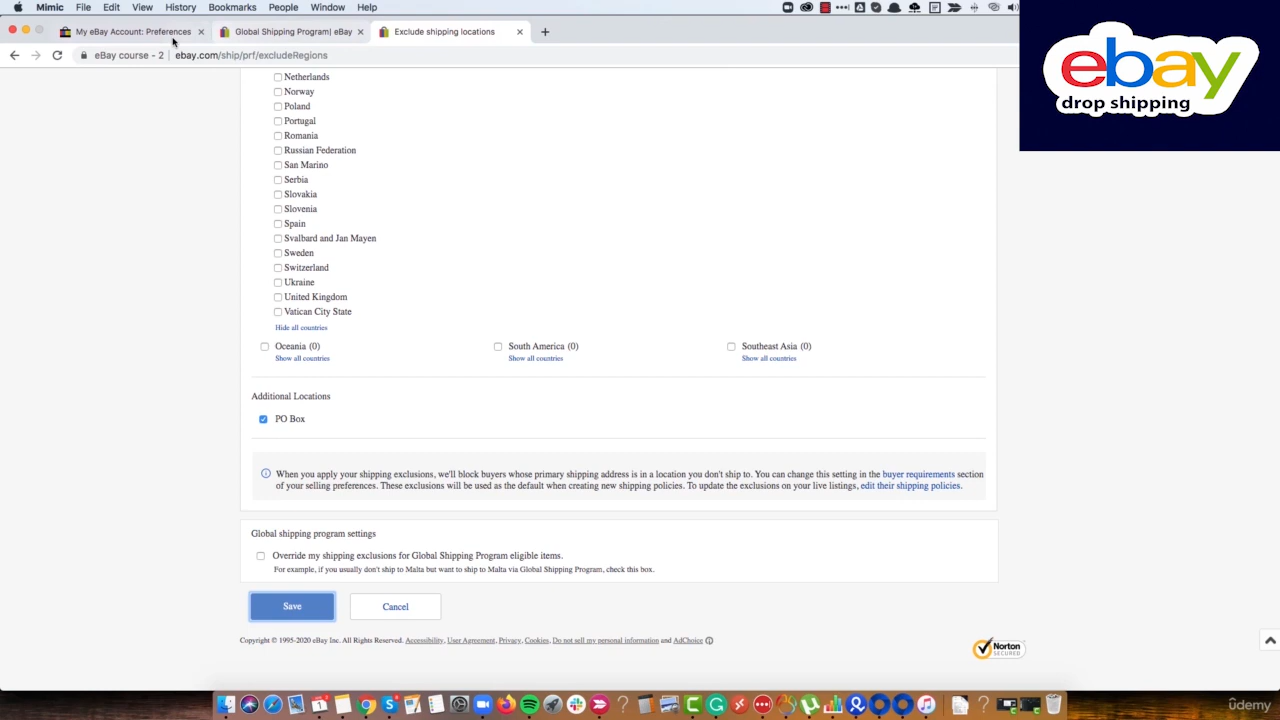 Mimic File Edit View History Bookmarks People Window Help
My eBay Account: Preferences
Global Shipping Program| eBay
Exclude shipping locations
eBay course - 2 ebay.com/ship/prf/excludeRegions
ebay
drop shipping
Netherlands
Norway
Poland
Portugal
Romania
Russian Federation
San Marino
Serbia
Slovakia
Slovenia
Spain
Svalbard and Jan Mayen
Sweden
Switzerland
Ukraine
United Kingdom
Vatican City State
Hide all countries
Oceania (0) South America (0) Southeast Asia (0)
Show all countries Show all countries Show all countries
Additional Locations
PO Box
When you apply your shipping exclusions, we'll block buyers whose primary shipping address is in a location you don't ship to. You can change this setting in the buyer requirements section
of your selling preferences. These exclusions will be used as the default when creating new shipping policies. To update the exclusions on your live listings, edit their shipping policies.
Global shipping program settings
Override my shipping exclusions for Global Shipping Program eligible items.
For example, if you usually don't ship to Malta but want to ship to Malta via Global Shipping Program, check this box.
Save Cancel
Copyright © 1995-2020 eBay Inc. All Rights Reserved. Accessibility, User Agreement, Privacy, Cookies, Do not sell my personal information and AdChoice
Norton
SECURED
ûdemy